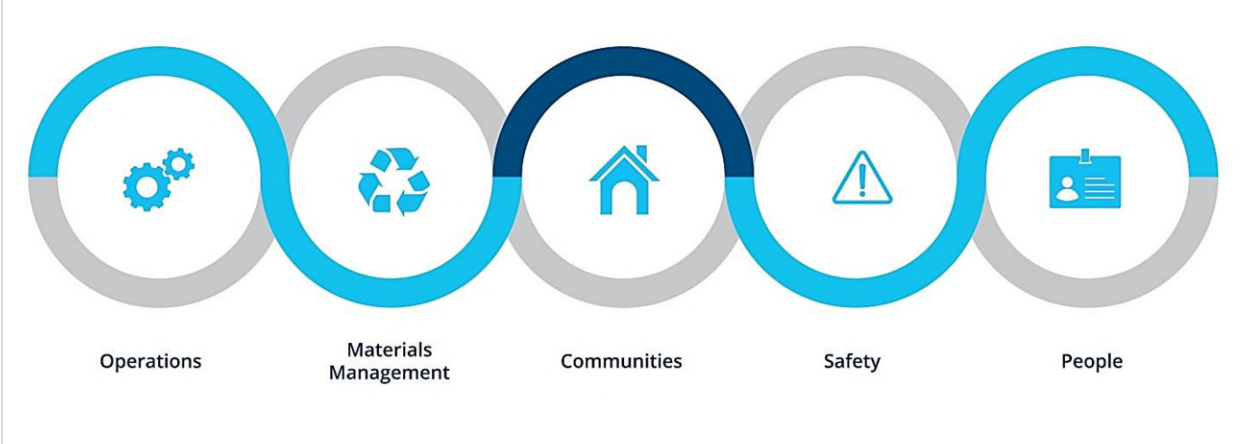 Operations
Materials
Management
Communities
Safety
People